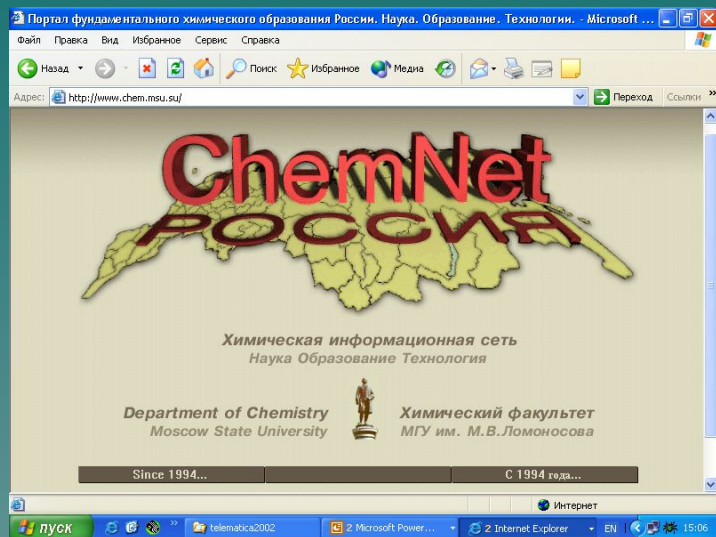 Портал фундаментального химического образования России. Наука. Образование. Технологии. - Microsoft ...
Файл Правка Вид Избранное Сервис Справка
Назад Поиск Избранное Медиа
Адрес: http://www.chem.msu.su/ Переход Ссылки »
ChemNet
РОССИЯ
Химическая информационная сеть
Наука Образование Технология
Department of Chemistry Химический факультет
Moscow State University МГУ им. М.В.Ломоносова
Since 1994... С 1994 года...
Интернет
пуск » telematica2002 2 Microsoft Power... 2 Internet Explorer EN 15:06